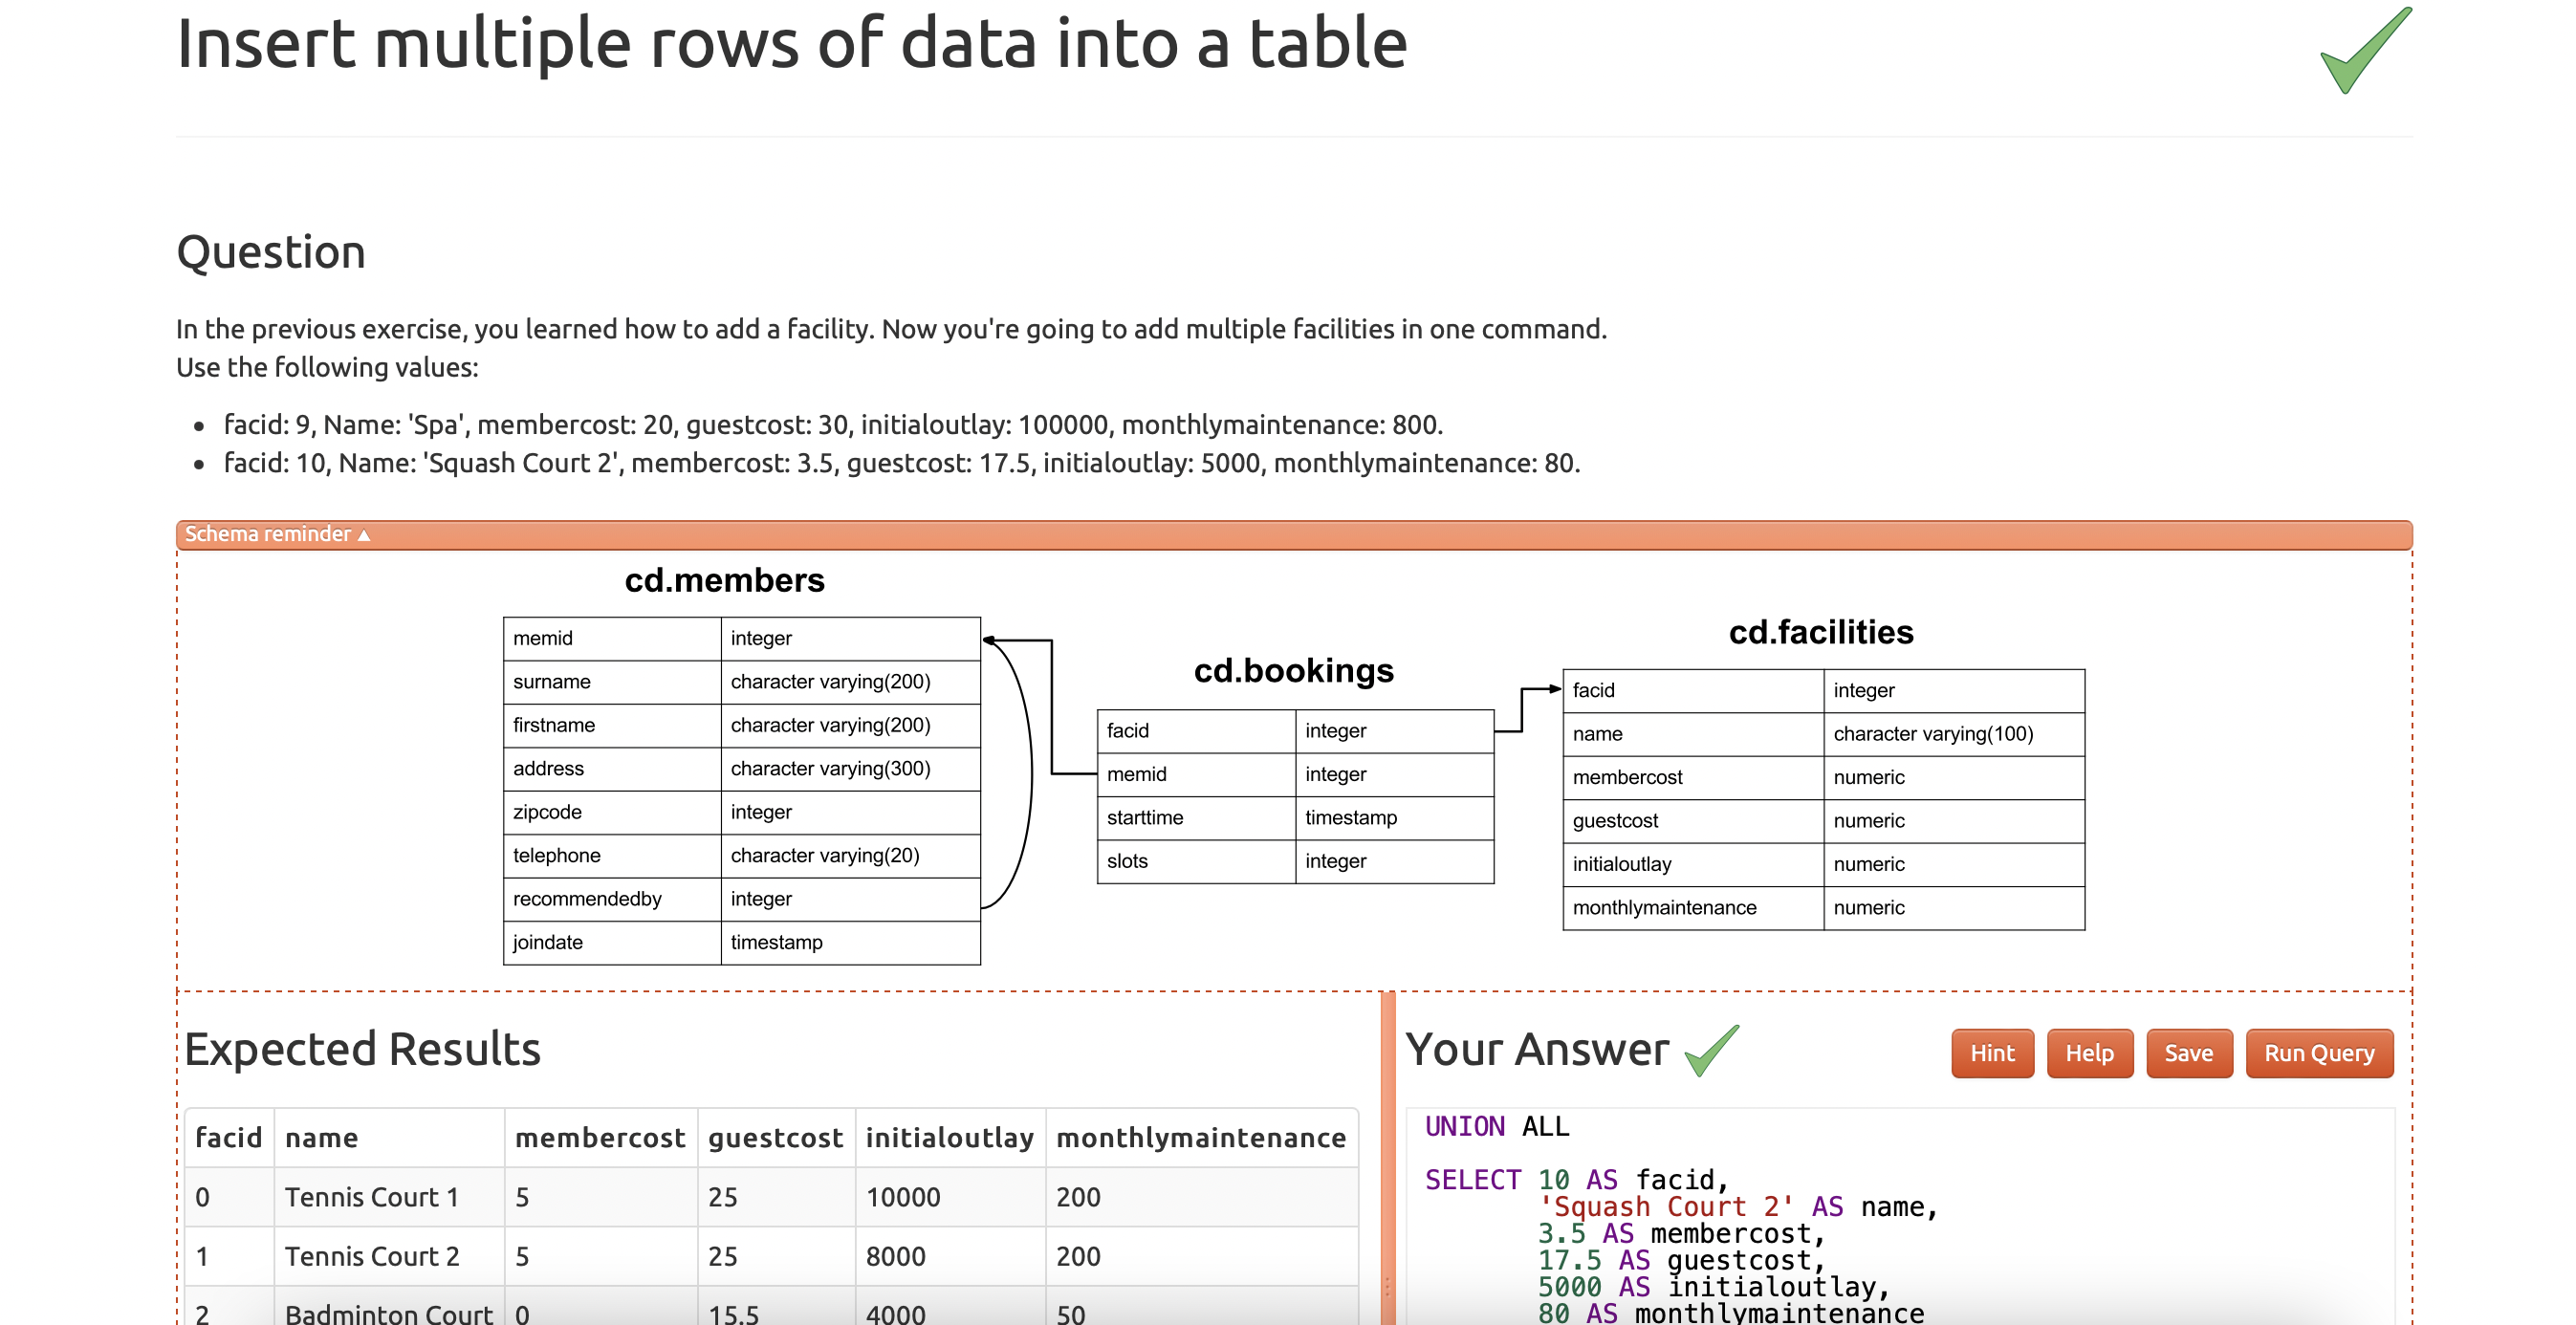 Insert multiple rows of data into a table
Question
In the previous exercise, you learned how to add a facility. Now you're going to add multiple facilities in one command.
Use the following values:
• facid: 9, Name: 'Spa', membercost: 20, guestcost: 30, initialoutlay: 100000, monthlymaintenance: 800.
• facid: 10, Name: 'Squash Court 2', membercost: 3.5, guestcost: 17.5, initialoutlay: 5000, monthlymaintenance: 80.
Schema reminder ▲
cd.members
memid integer
surname character varying(200)
firstname character varying(200)
address character varying(300)
zipcode integer
telephone character varying(20)
recommendedby integer
joindate timestamp
cd.bookings
facid integer
memid integer
starttime timestamp
slots integer
cd.facilities
facid integer
name character varying(100)
membercost numeric
guestcost numeric
initialoutlay numeric
monthlymaintenance numeric
Expected Results
facid name membercost guestcost initialoutlay monthlymaintenance
0 Tennis Court 1 5 25 10000 200
1 Tennis Court 2 5 25 8000 200
2 Badminton Court 0 15.5 4000 50
Your Answer
Hint Help Save Run Query
UNION ALL
SELECT 10 AS facid,
'Squash Court 2' AS name,
3.5 AS membercost,
17.5 AS guestcost,
5000 AS initialoutlay,
80 AS monthlymaintenance